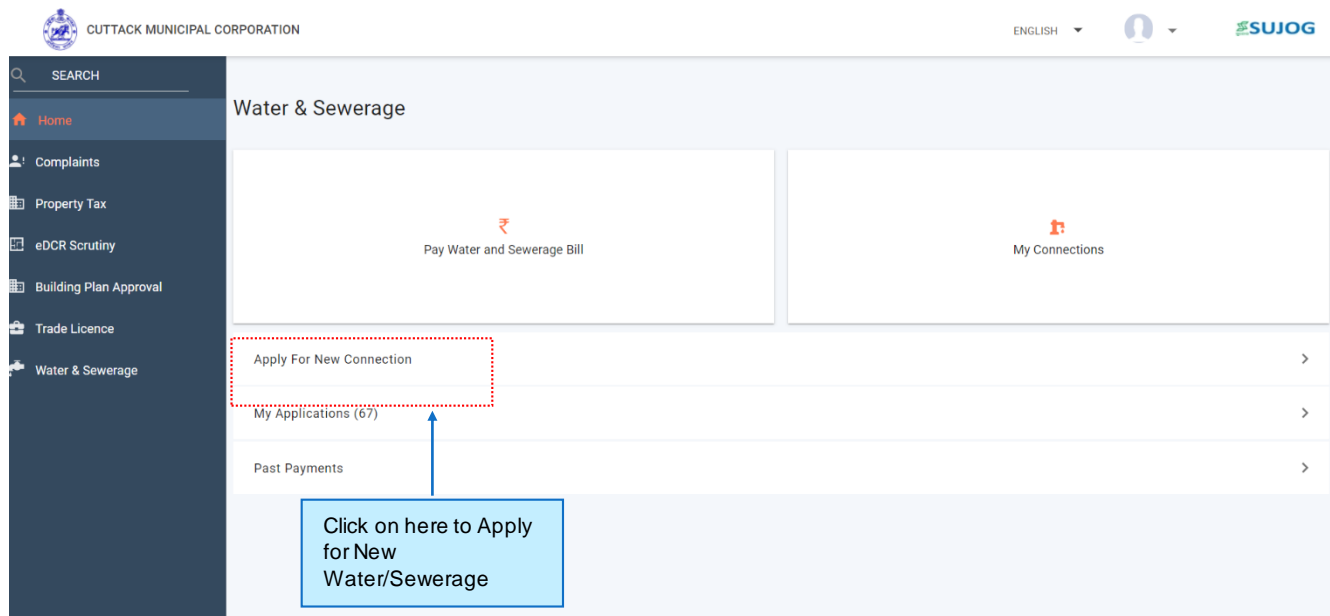 CUTTACK MUNICIPAL CORPORATION
ENGLISH
SUJOG
SEARCH
Home
Complaints
Property Tax
eDCR Scrutiny
Building Plan Approval
Trade Licence
Water & Sewerage
Water & Sewerage
₹
Pay Water and Sewerage Bill
My Connections
Apply For New Connection
My Applications (67)
Past Payments
Click on here to Apply
for New
Water/Sewerage